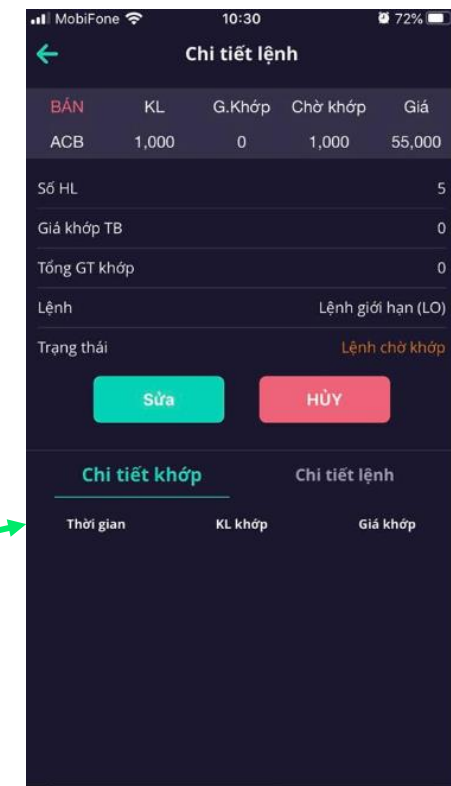 MobiFone 10:30 72%
Chi tiết lệnh
BÁN KL G.Khớp Chờ khớp Giá
ACB 1,000 0 1,000 55,000
Số HL 5
Giá khớp TB 0
Tổng GT khớp 0
Lệnh Lệnh giới hạn (LO)
Trạng thái Lệnh chờ khớp
Sửa HỦY
Chi tiết khớp Chi tiết lệnh
Thời gian KL khớp Giá khớp